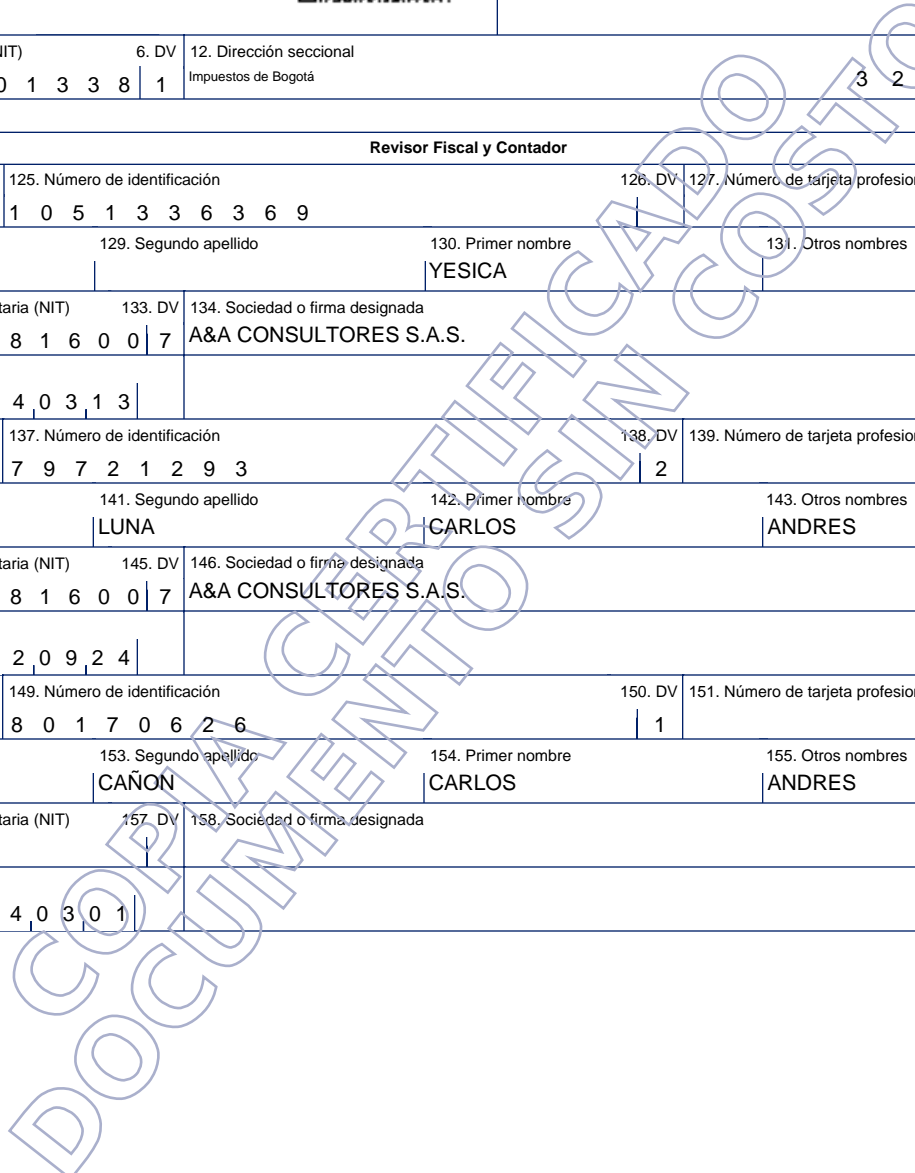 NIT) 6. DV 12. Dirección seccional
0 1 3 3 8 1 Impuestos de Bogotá 3 2
Revisor Fiscal y Contador
125. Número de identificación 126. DV 127. Número de tarjeta profesion
1 0 5 1 3 3 6 3 6 9
129. Segundo apellido 130. Primer nombre 131. Otros nombres
YESICA
taria (NIT) 133. DV 134. Sociedad o firma designada
8 1 6 0 0 7 A&A CONSULTORES S.A.S.
4 0 3 1 3
137. Número de identificación 138. DV 139. Número de tarjeta profesion
7 9 7 2 1 2 9 3 2
141. Segundo apellido 142. Primer nombre 143. Otros nombres
LUNA CARLOS ANDRES
taria (NIT) 145. DV 146. Sociedad o firma designada
8 1 6 0 0 7 A&A CONSULTORES S.A.S.
2 0 9 2 4
149. Número de identificación 150. DV 151. Número de tarjeta profesion
8 0 1 7 0 6 2 6 1
153. Segundo apellido 154. Primer nombre 155. Otros nombres
CAÑON CARLOS ANDRES
taria (NIT) 157. DV 158. Sociedad o firma designada
4 0 3 0 1
COPIA CERTIFICADO
DOCUMENTO SIN COSTO